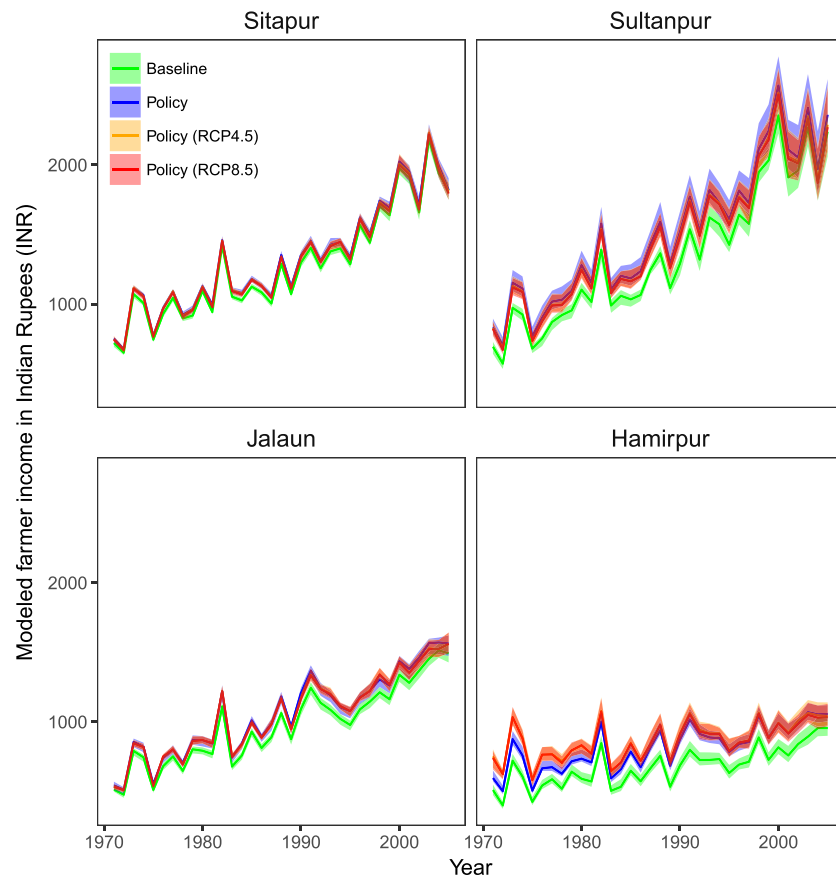 Sitapur
Sultanpur
Baseline
Policy
Policy (RCP4.5)
Policy (RCP8.5)
2000
1000
Modeled farmer income in Indian Rupees (INR)
Jalaun
Hamirpur
2000
1000
1970 1980 1990 2000
1970 1980 1990 2000
Year